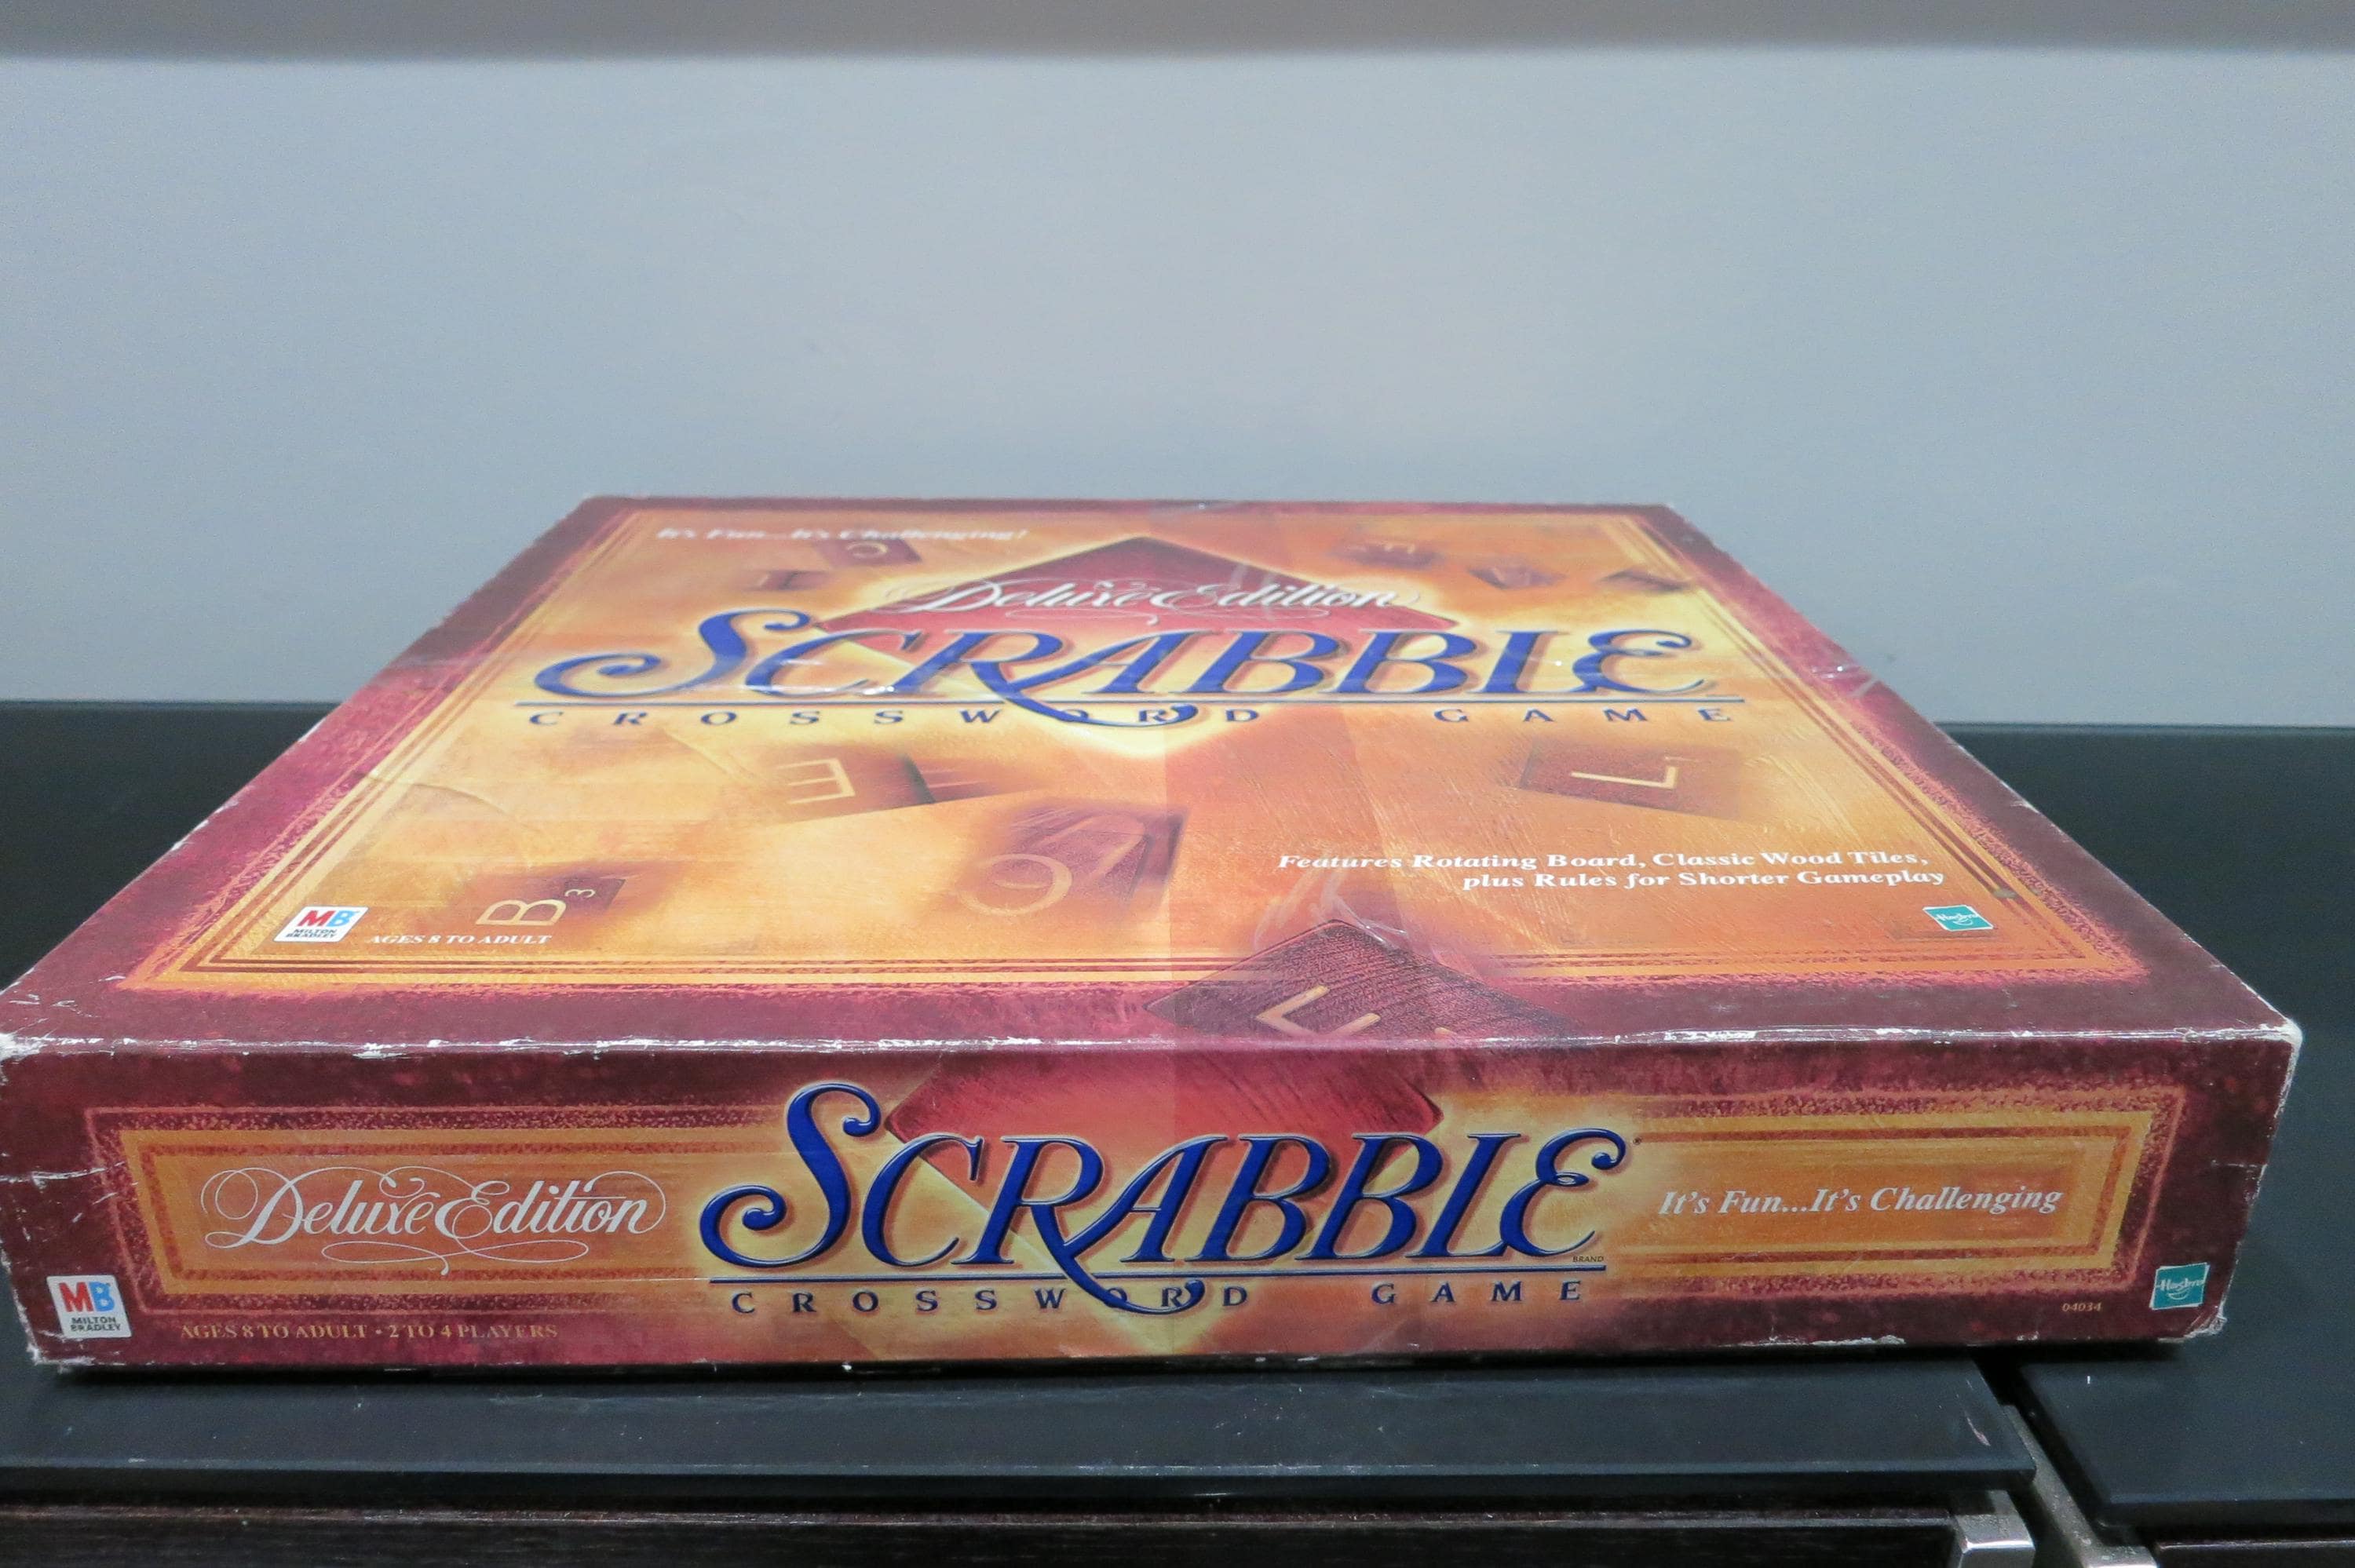 It's Fun...It's Challenging!
Deluxe Edition
SCRABBLE
CROSSWORD GAME
Features Rotating Board, Classic Wood Tiles,
plus Rules for Shorter Gameplay
B3
MB
MILTON
BRADLEY
AGES 8 TO ADULT
Hasbro
Deluxe Edition
SCRABBLE
BRAND
CROSSWORD GAME
It's Fun...It's Challenging
MB
MILTON
BRADLEY
AGES 8 TO ADULT • 2 TO 4 PLAYERS
04034
Hasbro